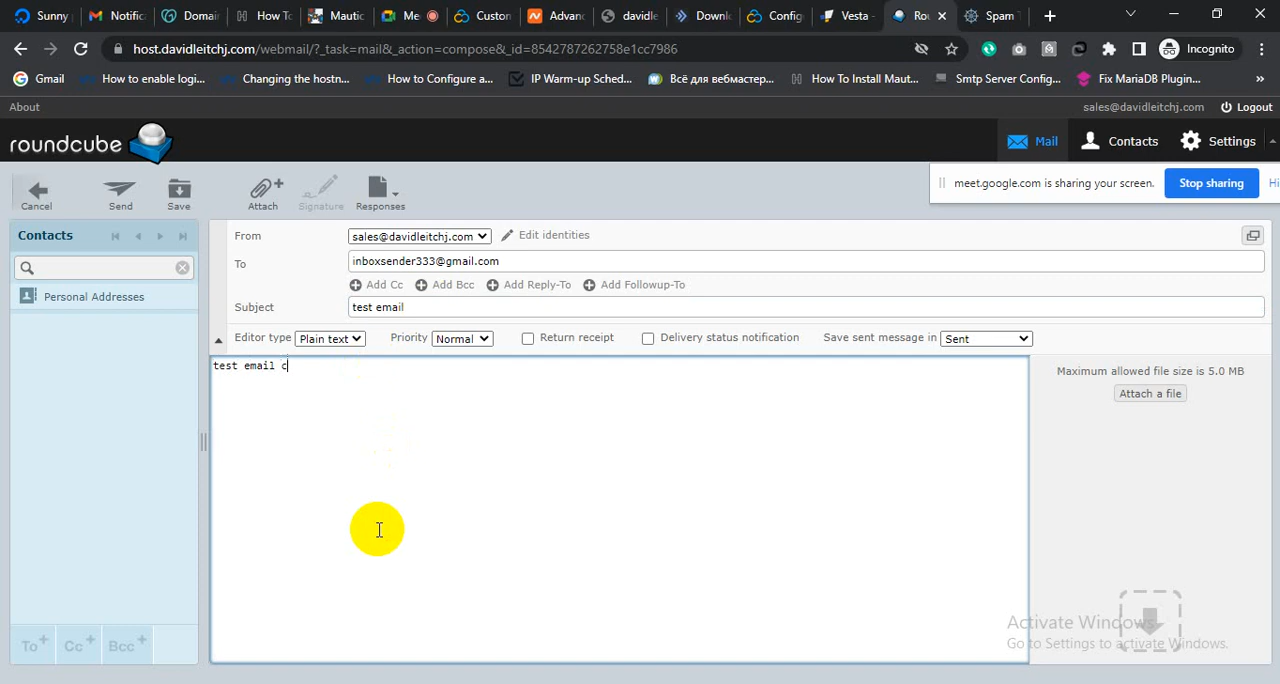 Sunny
Notific
Domai
How To
Mautic
Me
Custon
Advanc
davidle
Downl
Config
Vesta
Rou
Spam
host.davidleitchj.com/webmail/?_task=mail&_action=compose&_id=8542787262758e1cc7986
Incognito
Gmail
How to enable logi...
Changing the hostn...
How to Configure a...
IP Warm-up Sched...
Всё для вебмастер...
How To Install Maut...
Smtp Server Config...
Fix MariaDB Plugin...
»
About
sales@davidleitchj.com
Logout
roundcube
Mail
Contacts
Settings
Cancel
Send
Save
Attach
Signature
Responses
meet.google.com is sharing your screen.
Stop sharing
Hi
Contacts
From
sales@davidleitchj.com
Edit identities
To
inboxsender333@gmail.com
Personal Addresses
Add Cc
Add Bcc
Add Reply-To
Add Followup-To
Subject
test email
Editor type
Plain text
Priority
Normal
Return receipt
Delivery status notification
Save sent message in
Sent
test email c
Maximum allowed file size is 5.0 MB
Attach a file
Activate Windows
Go to Settings to activate Windows.
To+
Cc+
Bcc+